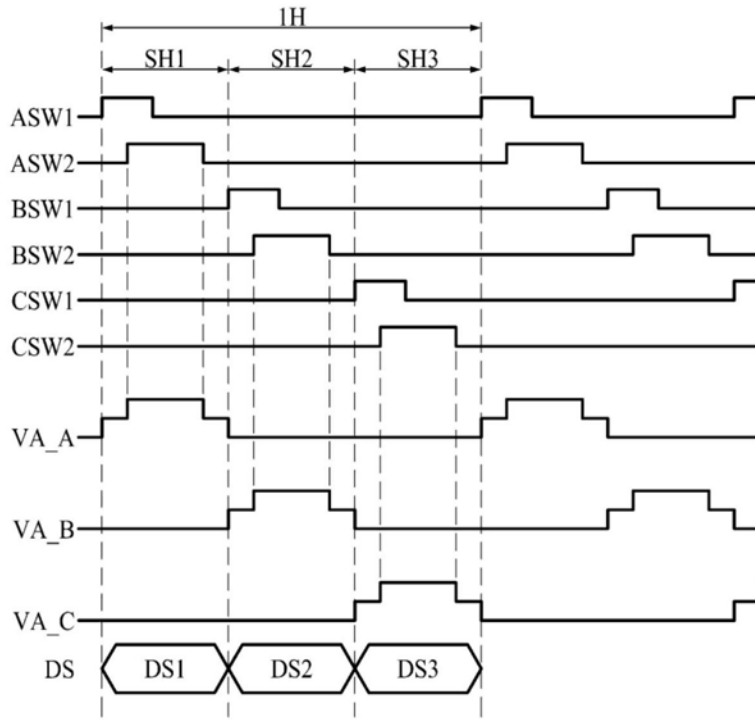 1H
SH1 SH2 SH3
ASW1
ASW2
BSW1
BSW2
CSW1
CSW2
VA_A
VA_B
VA_C
DS DS1 DS2 DS3